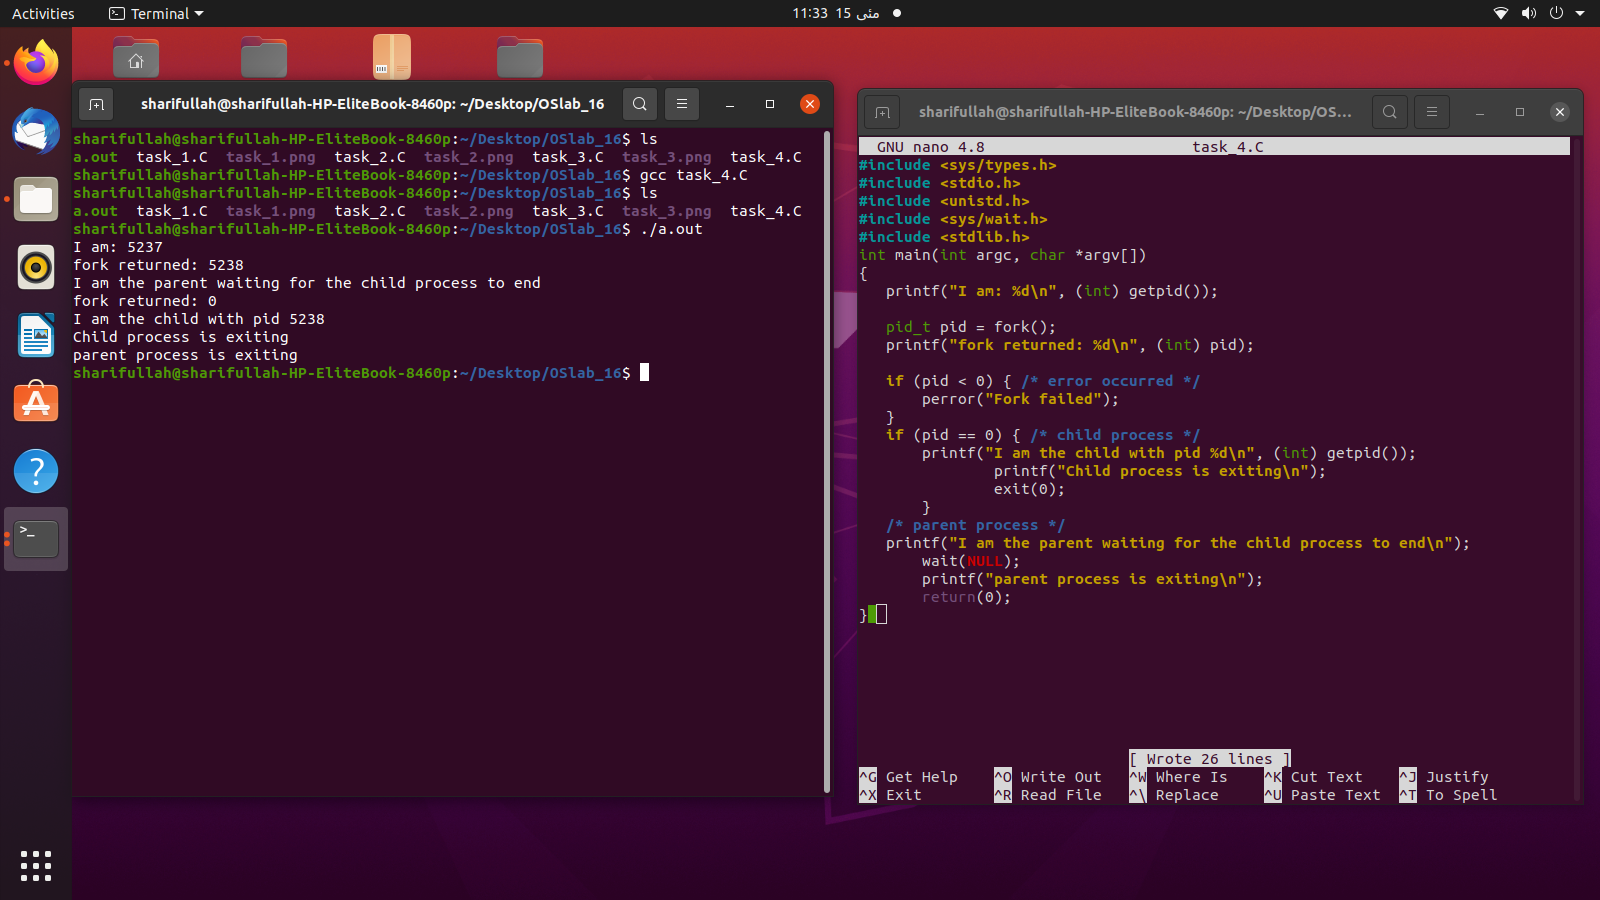 Activities
Terminal
11:33 15 مئی
sharifullah@sharifullah-HP-EliteBook-8460p: ~/Desktop/OSlab_16
sharifullah@sharifullah-HP-EliteBook-8460p:~/Desktop/OSlab_16$ ls
a.out task_1.C task_1.png task_2.C task_2.png task_3.C task_3.png task_4.C
sharifullah@sharifullah-HP-EliteBook-8460p:~/Desktop/OSlab_16$ gcc task_4.C
sharifullah@sharifullah-HP-EliteBook-8460p:~/Desktop/OSlab_16$ ls
a.out task_1.C task_1.png task_2.C task_2.png task_3.C task_3.png task_4.C
sharifullah@sharifullah-HP-EliteBook-8460p:~/Desktop/OSlab_16$ ./a.out
I am: 5237
fork returned: 5238
I am the parent waiting for the child process to end
fork returned: 0
I am the child with pid 5238
Child process is exiting
parent process is exiting
sharifullah@sharifullah-HP-EliteBook-8460p:~/Desktop/OSlab_16$
sharifullah@sharifullah-HP-EliteBook-8460p: ~/Desktop/OS...
GNU nano 4.8 task_4.C
#include <sys/types.h>
#include <stdio.h>
#include <unistd.h>
#include <sys/wait.h>
#include <stdlib.h>
int main(int argc, char *argv[])
{
printf("I am: %d\n", (int) getpid());
pid_t pid = fork();
printf("fork returned: %d\n", (int) pid);
if (pid < 0) { /* error occurred */
perror("Fork failed");
}
if (pid == 0) { /* child process */
printf("I am the child with pid %d\n", (int) getpid());
printf("Child process is exiting\n");
exit(0);
}
/* parent process */
printf("I am the parent waiting for the child process to end\n");
wait(NULL);
printf("parent process is exiting\n");
return(0);
}
[ Wrote 26 lines ]
^G Get Help ^O Write Out ^W Where Is ^K Cut Text ^J Justify
^X Exit ^R Read File ^\ Replace ^U Paste Text ^T To Spell